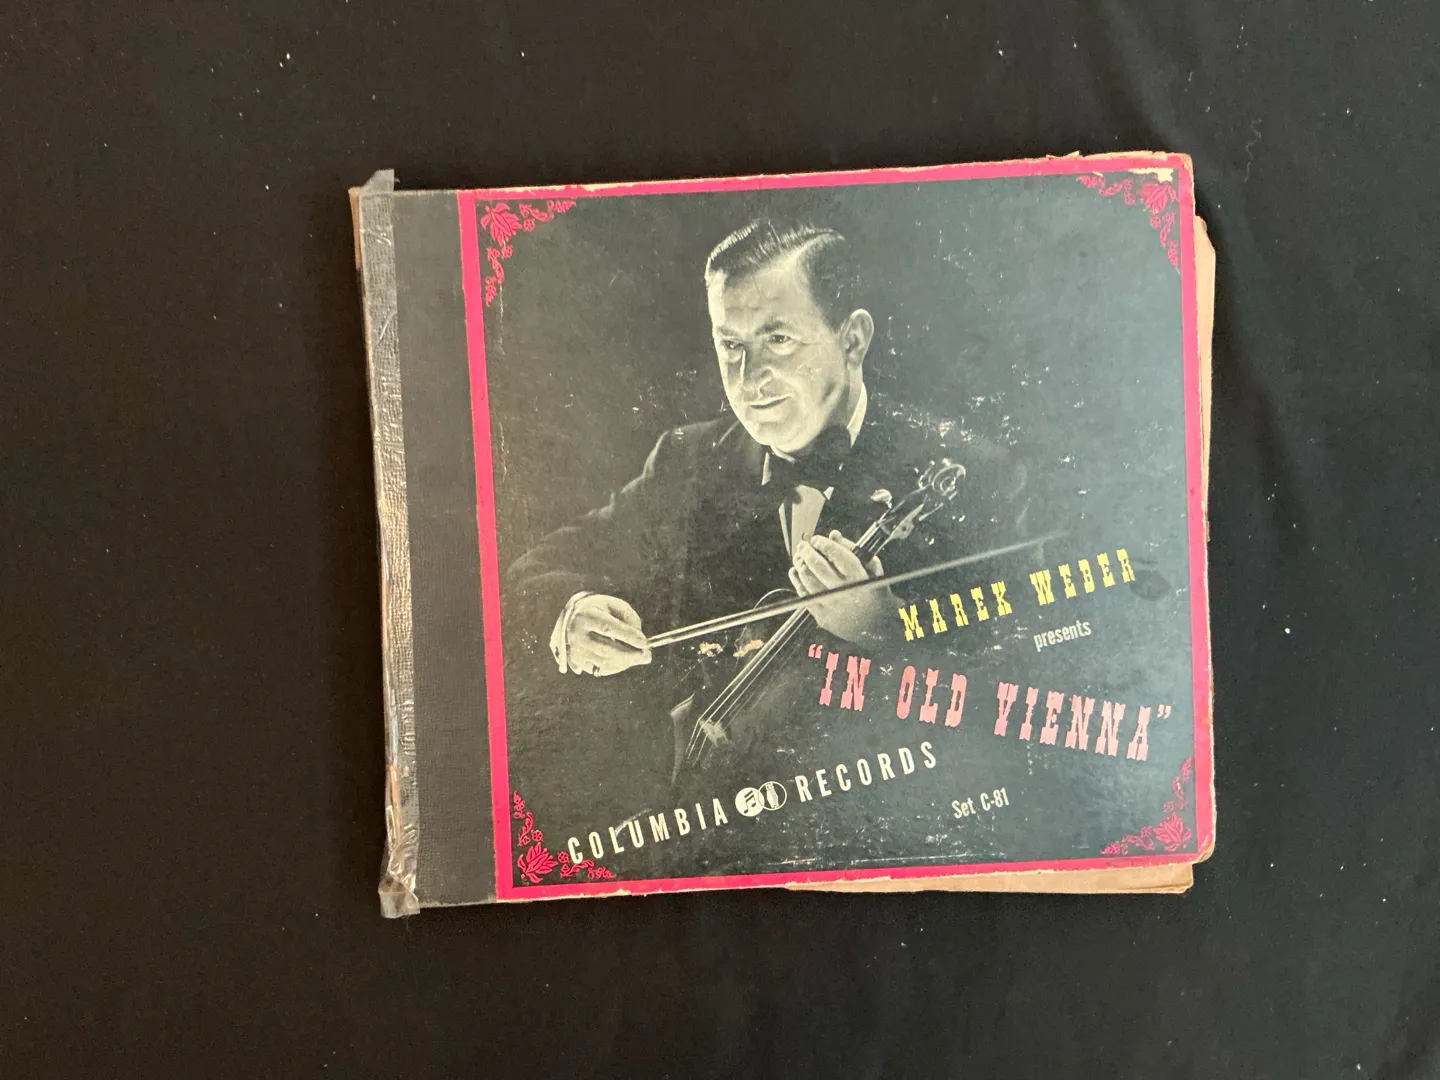 MAREK WEBER
presents
"IN OLD VIENNA"
COLUMBIA RECORDS
Set C-81